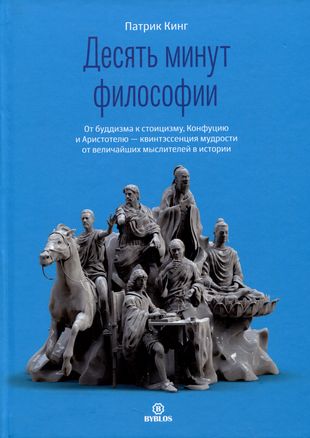 Патрик Кинг
Десять минут
философии
От буддизма к стоицизму, Конфуцию
и Аристотелю — квинтэссенция мудрости
от величайших мыслителей в истории
B
BYBLOS